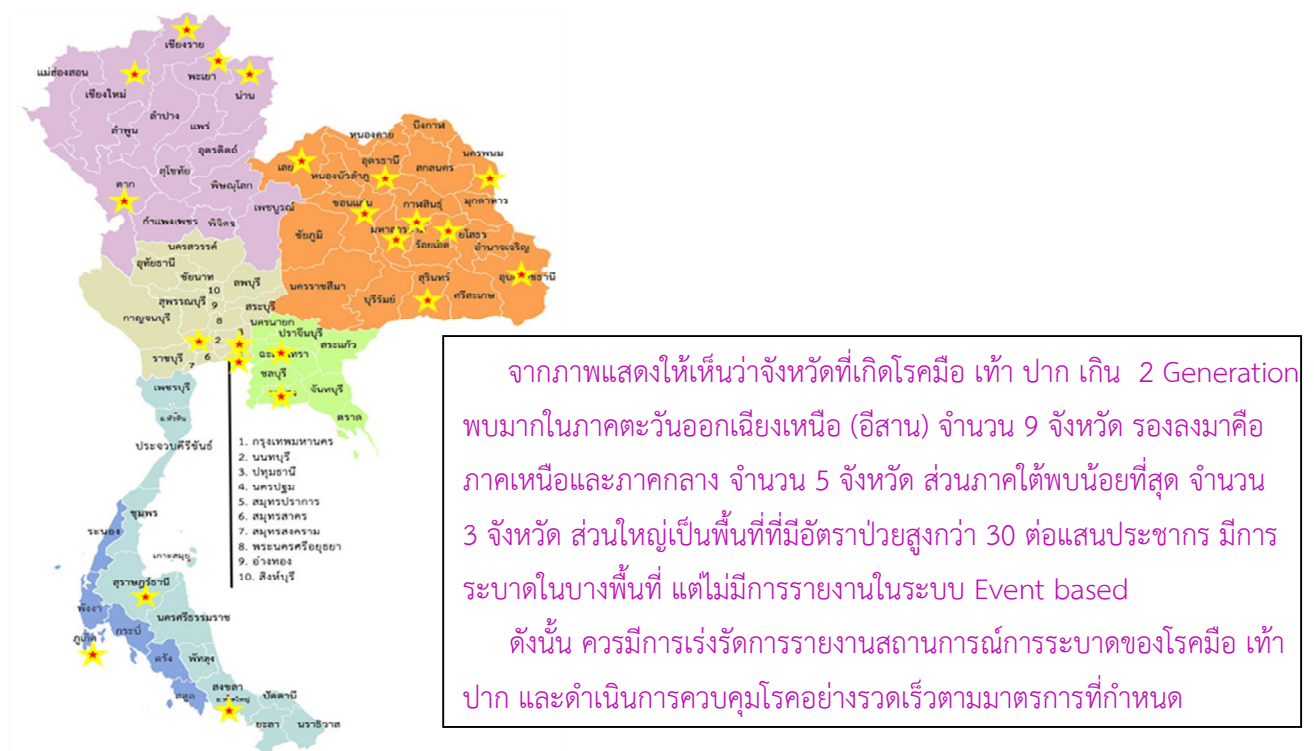 เชียงราย
แม่ฮ่องสอน
พะเยา
เชียงใหม่
น่าน
ลำปาง
ลำพูน
แพร่
อุตรดิตถ์
สุโขทัย
ตาก
พิษณุโลก
เพชบูรณ์
กำแพงเพชร
พิจิตร
บึงกาฬ
หนองคาย
นครพนม
เลย
อุดรธานี
สกลนคร
หนองบัวลำภู
มุกดาหาร
ขอนแก่น
กาฬสินธุ์
ชัยภูมิ
ร้อยเอ็ด
ยโสธร
อำนาจเจริญ
นครราชสีมา
บุรีรัมย์
สุรินทร์
ศรีสะเกษ
นครสวรรค์
อุทัยธานี
ชัยนาท
ลพบุรี
10
สุพรรณบุรี
9
สระบุรี
กาญจนบุรี
8
นครนายก
2
ราชบุรี
6
7
ปราจีนบุรี
สระแก้ว
ชลบุรี
จันทบุรี
ตราด
เพชรบุรี
อ.หัวหิน
ประจวบคีรีขันธ์
1. กรุงเทพมหานคร
2. นนทบุรี
3. ปทุมธานี
4. นครปฐม
5. สมุทรปราการ
6. สมุทรสาคร
7. สมุทรสงคราม
8. พระนครศรีอยุธยา
9. อ่างทอง
10. สิงห์บุรี
ชุมพร
ระนอง
เกาะสมุย
สุราษฎร์ธานี
พังงา
นครศรีธรรมราช
ภูเก็ต
กระบี่
ตรัง
พัทลุง
สตูล
สงขลา
ปัตตานี
ยะลา
นราธิวาส
จากภาพแสดงให้เห็นว่าจังหวัดที่เกิดโรคมือ เท้า ปาก เกิน 2 Generation
พบมากในภาคตะวันออกเฉียงเหนือ (อีสาน) จำนวน 9 จังหวัด รองลงมาคือ
ภาคเหนือและภาคกลาง จำนวน 5 จังหวัด ส่วนภาคใต้พบน้อยที่สุด จำนวน
3 จังหวัด ส่วนใหญ่เป็นพื้นที่ที่มีอัตราป่วยสูงกว่า 30 ต่อแสนประชากร มีการ
ระบาดในบางพื้นที่ แต่ไม่มีการรายงานในระบบ Event based
ดังนั้น ควรมีการเร่งรัดการรายงานสถานการณ์การระบาดของโรคมือ เท้า
ปาก และดำเนินการควบคุมโรคอย่างรวดเร็วตามมาตรการที่กำหนด